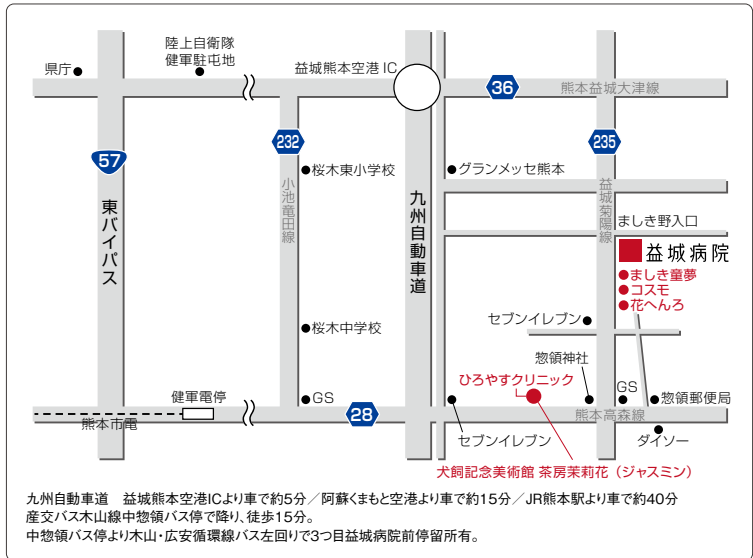 県庁
陸上自衛隊
健軍駐屯地
益城熊本空港 IC
36
熊本益城大津線
57
232
235
桜木東小学校
グランメッセ熊本
東バイパス
小池竜田線
九州自動車道
益城菊陽線
ましき野入口
益城病院
ましき童夢
コスモ
花へんろ
セブンイレブン
桜木中学校
惣領神社
ひろやすクリニック
健軍電停
GS
28
GS
惣領郵便局
熊本市電
熊本高森線
セブンイレブン
ダイソー
犬飼記念美術館 茶房茉莉花（ジャスミン）
九州自動車道　益城熊本空港ICより車で約5分／阿蘇くまもと空港より車で約15分／JR熊本駅より車で約40分
産交バス木山線中惣領バス停で降り、徒歩15分。
中惣領バス停より木山・広安循環線バス左回りで3つ目益城病院前停留所有。